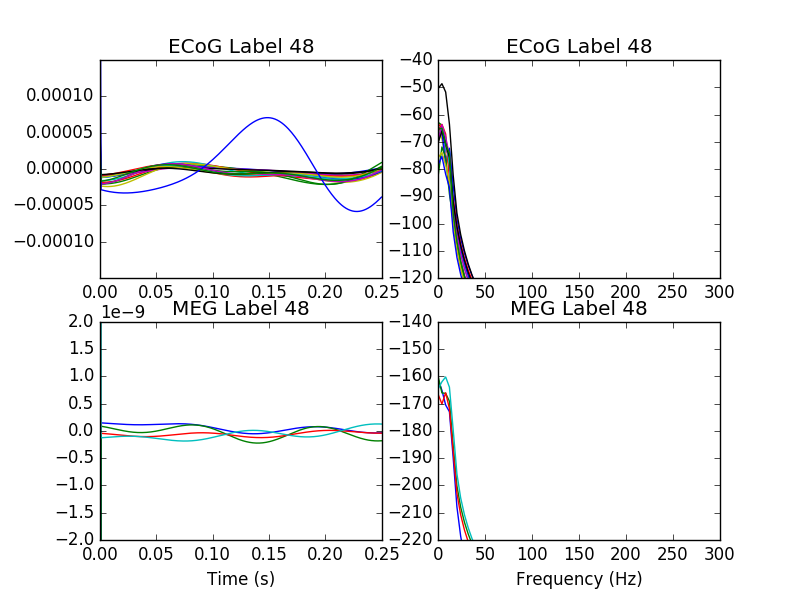 ECoG Label 48
0.00010
0.00005
0.00000
−0.00005
−0.00010
0.00 0.05 0.10 0.15 0.20 0.25
ECoG Label 48
−40
−50
−60
−70
−80
−90
−100
−110
−120
0 50 100 150 200 250 300
MEG Label 48
1e−9
2.0
1.5
1.0
0.5
0.0
−0.5
−1.0
−1.5
−2.0
0.00 0.05 0.10 0.15 0.20 0.25
Time (s)
MEG Label 48
−140
−150
−160
−170
−180
−190
−200
−210
−220
0 50 100 150 200 250 300
Frequency (Hz)